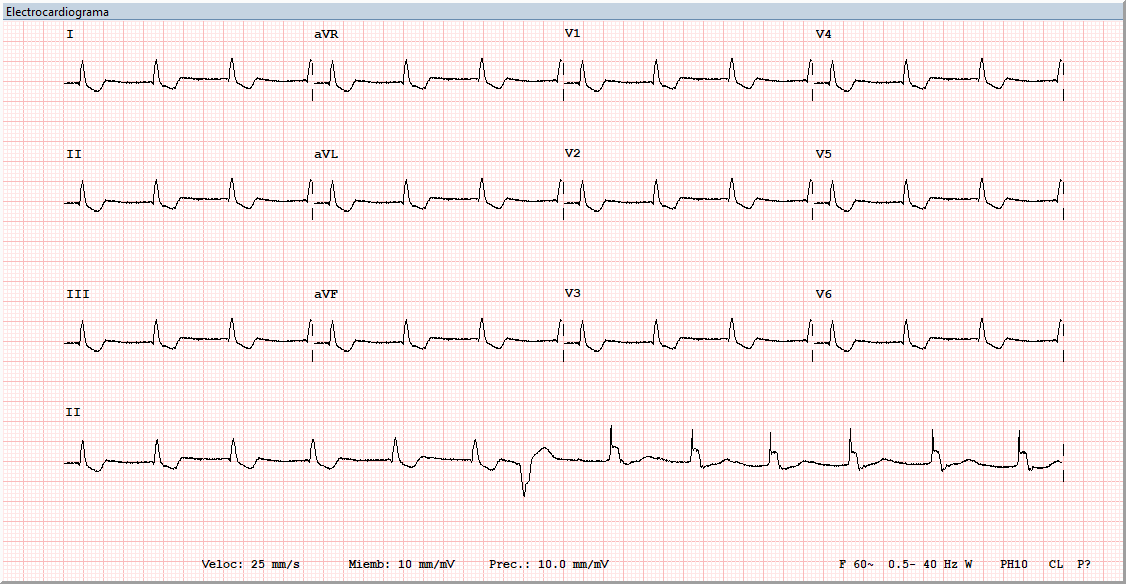 Electrocardiograma
I aVR V1 V4
II aVL V2 V5
III aVF V3 V6
II
Veloc: 25 mm/s Miemb: 10 mm/mV Prec.: 10.0 mm/mV F 60~ 0.5- 40 Hz W PH10 CL P?